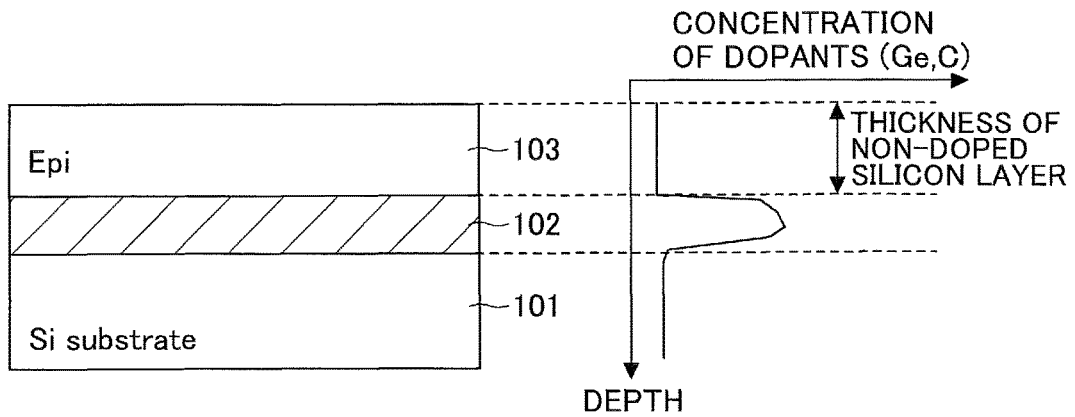 CONCENTRATION
OF DOPANTS (Ge,C)
Epi
103
THICKNESS OF
NON-DOPED
SILICON LAYER
102
101
Si substrate
DEPTH